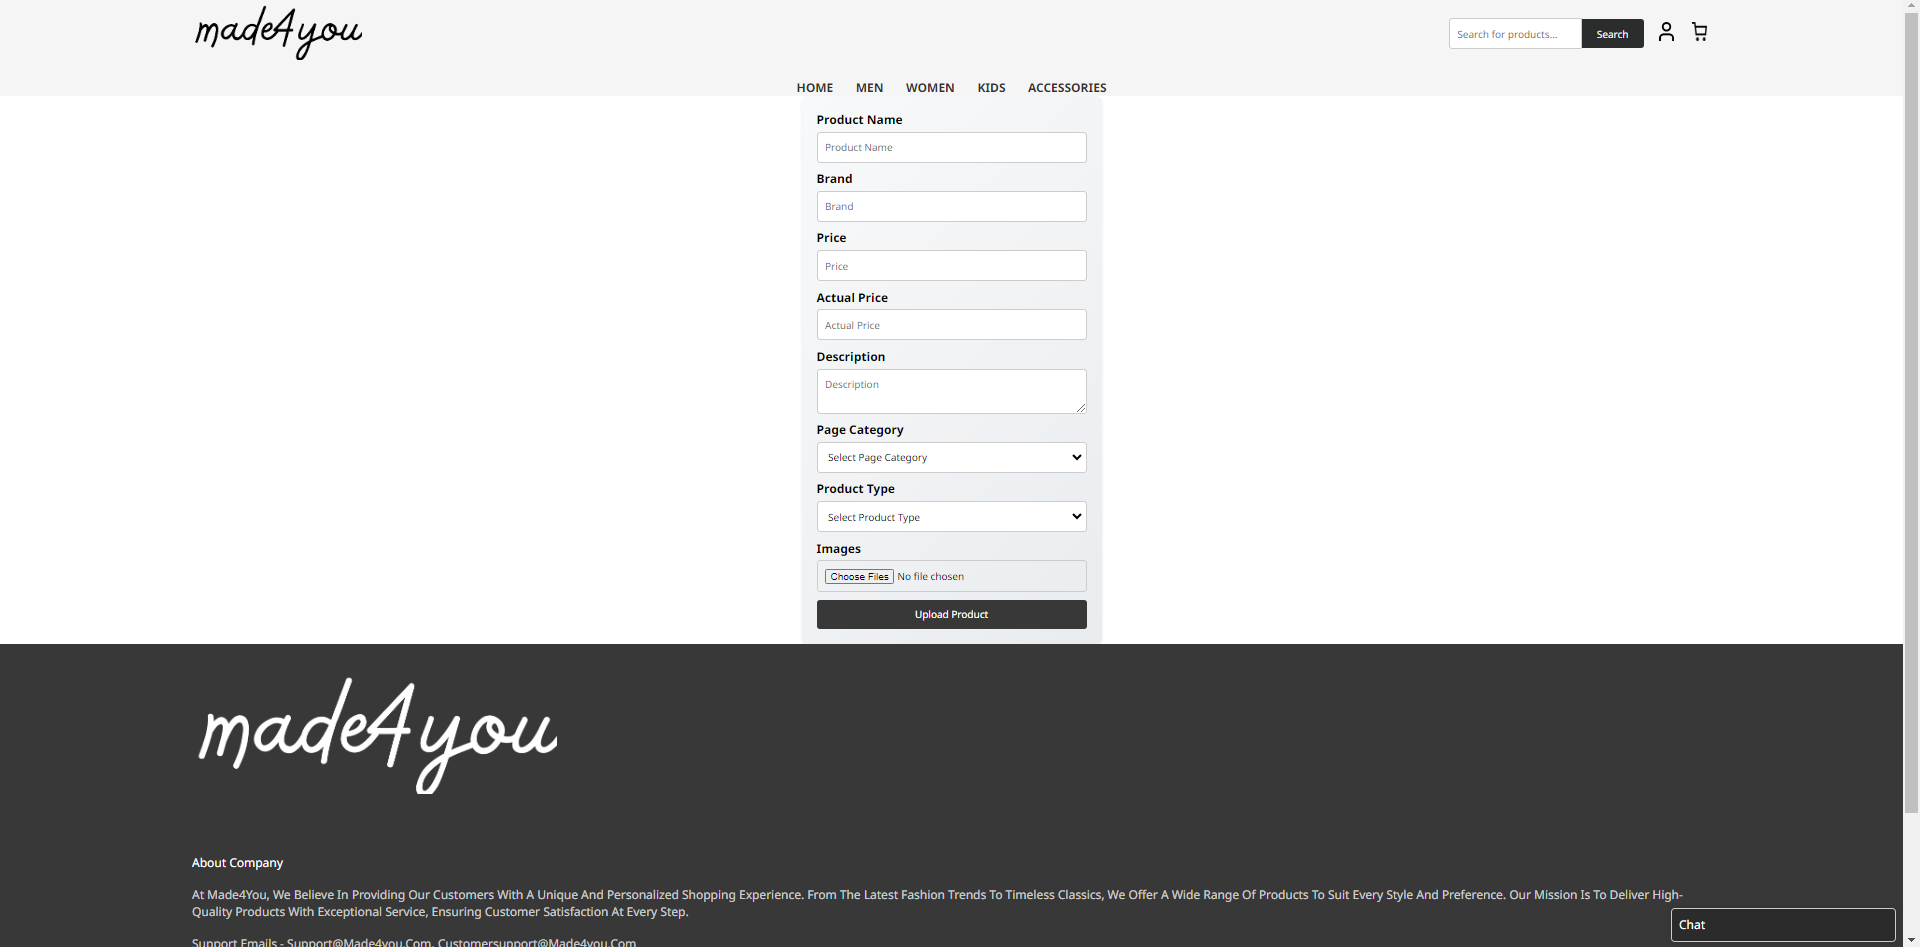 made4you
Search for products...
Search
HOME MEN WOMEN KIDS ACCESSORIES
Product Name
Product Name
Brand
Brand
Price
Price
Actual Price
Actual Price
Description
Description
Page Category
Select Page Category
Product Type
Select Product Type
Images
Choose Files No file chosen
Upload Product
made4you
About Company
At Made4You, We Believe In Providing Our Customers With A Unique And Personalized Shopping Experience. From The Latest Fashion Trends To Timeless Classics, We Offer A Wide Range Of Products To Suit Every Style And Preference. Our Mission Is To Deliver High-
Quality Products With Exceptional Service, Ensuring Customer Satisfaction At Every Step.
Chat
Support Emails - Support@Made4you.Com, Customersupport@Made4you.Com